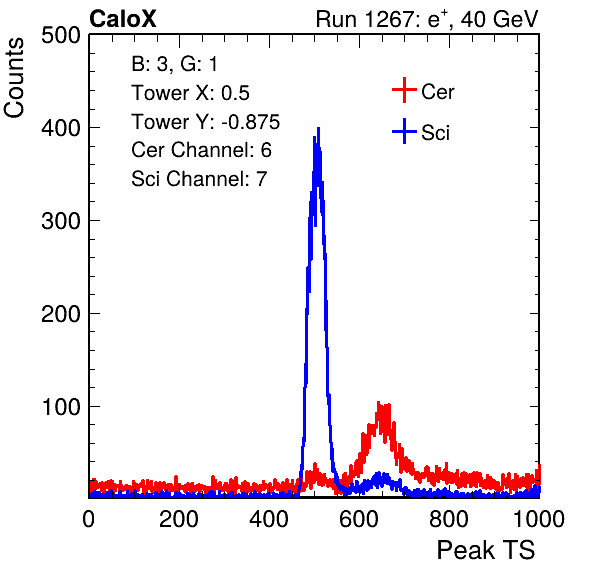 CaloX Run 1267: e⁺, 40 GeV
Counts
500
400
300
200
100
B: 3, G: 1
Tower X: 0.5
Tower Y: -0.875
Cer Channel: 6
Sci Channel: 7
Cer
Sci
0 200 400 600 800 1000
Peak TS